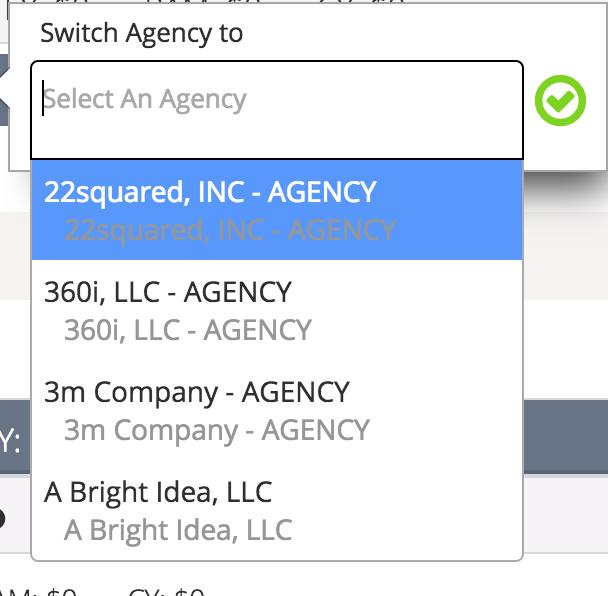 Switch Agency to
Select An Agency
22squared, INC - AGENCY
22squared, INC - AGENCY
360i, LLC - AGENCY
360i, LLC - AGENCY
3m Company - AGENCY
3m Company - AGENCY
Y:
A Bright Idea, LLC
A Bright Idea, LLC
AM: $0 CY: $0